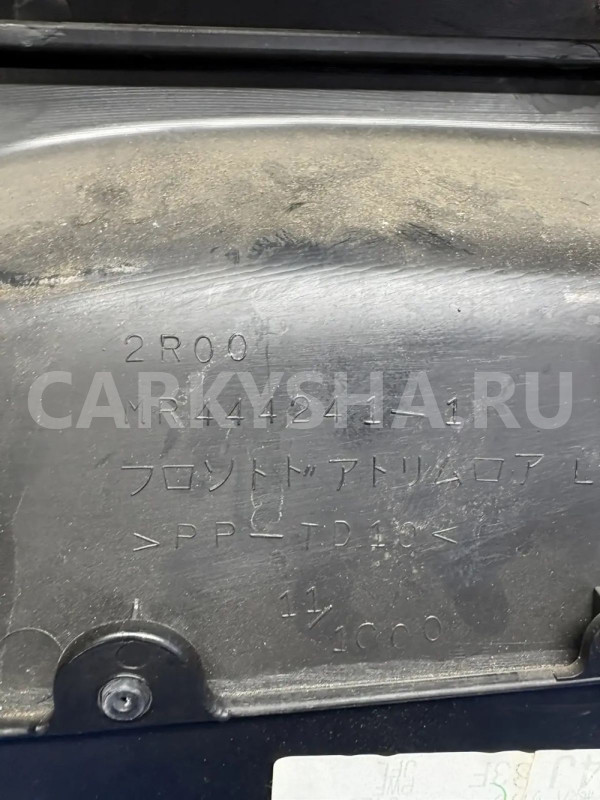 2R00
MR444241-1
CARKYSHA.RU
フロントドアトリムロア L
>PP-TD10<
11/1000